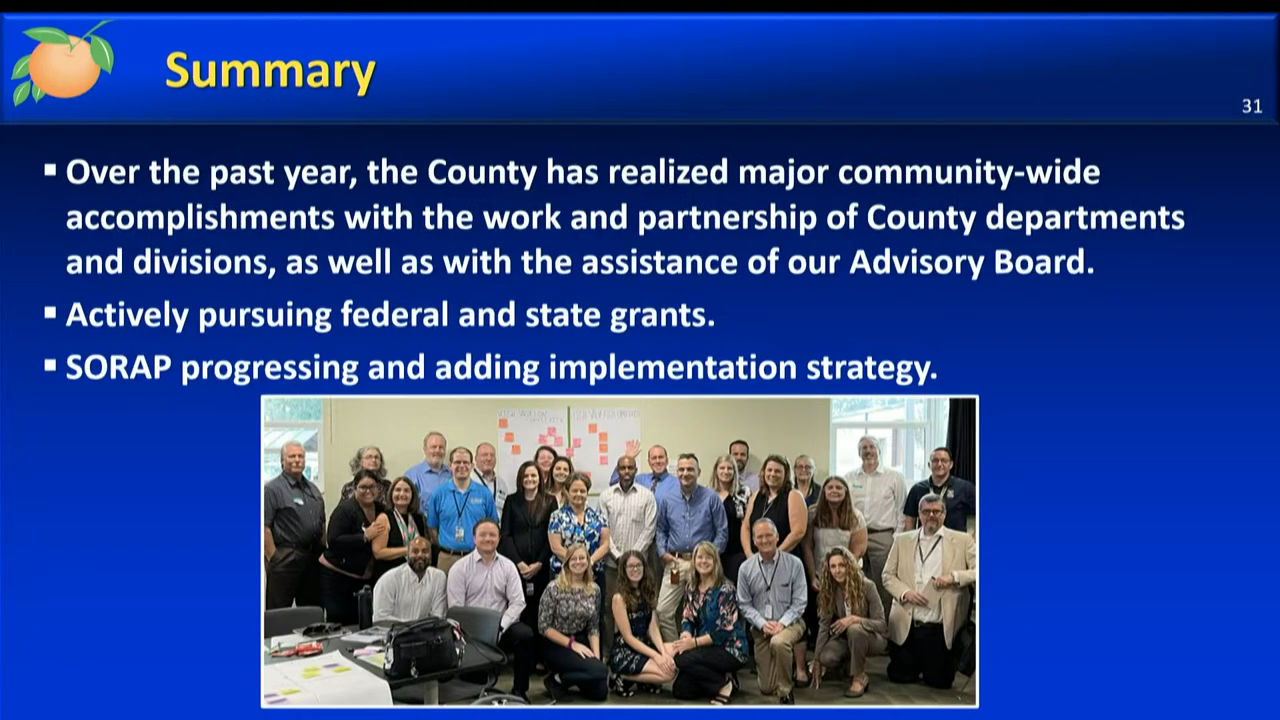 Summary
31
▪ Over the past year, the County has realized major community-wide
accomplishments with the work and partnership of County departments
and divisions, as well as with the assistance of our Advisory Board.
▪ Actively pursuing federal and state grants.
▪ SORAP progressing and adding implementation strategy.